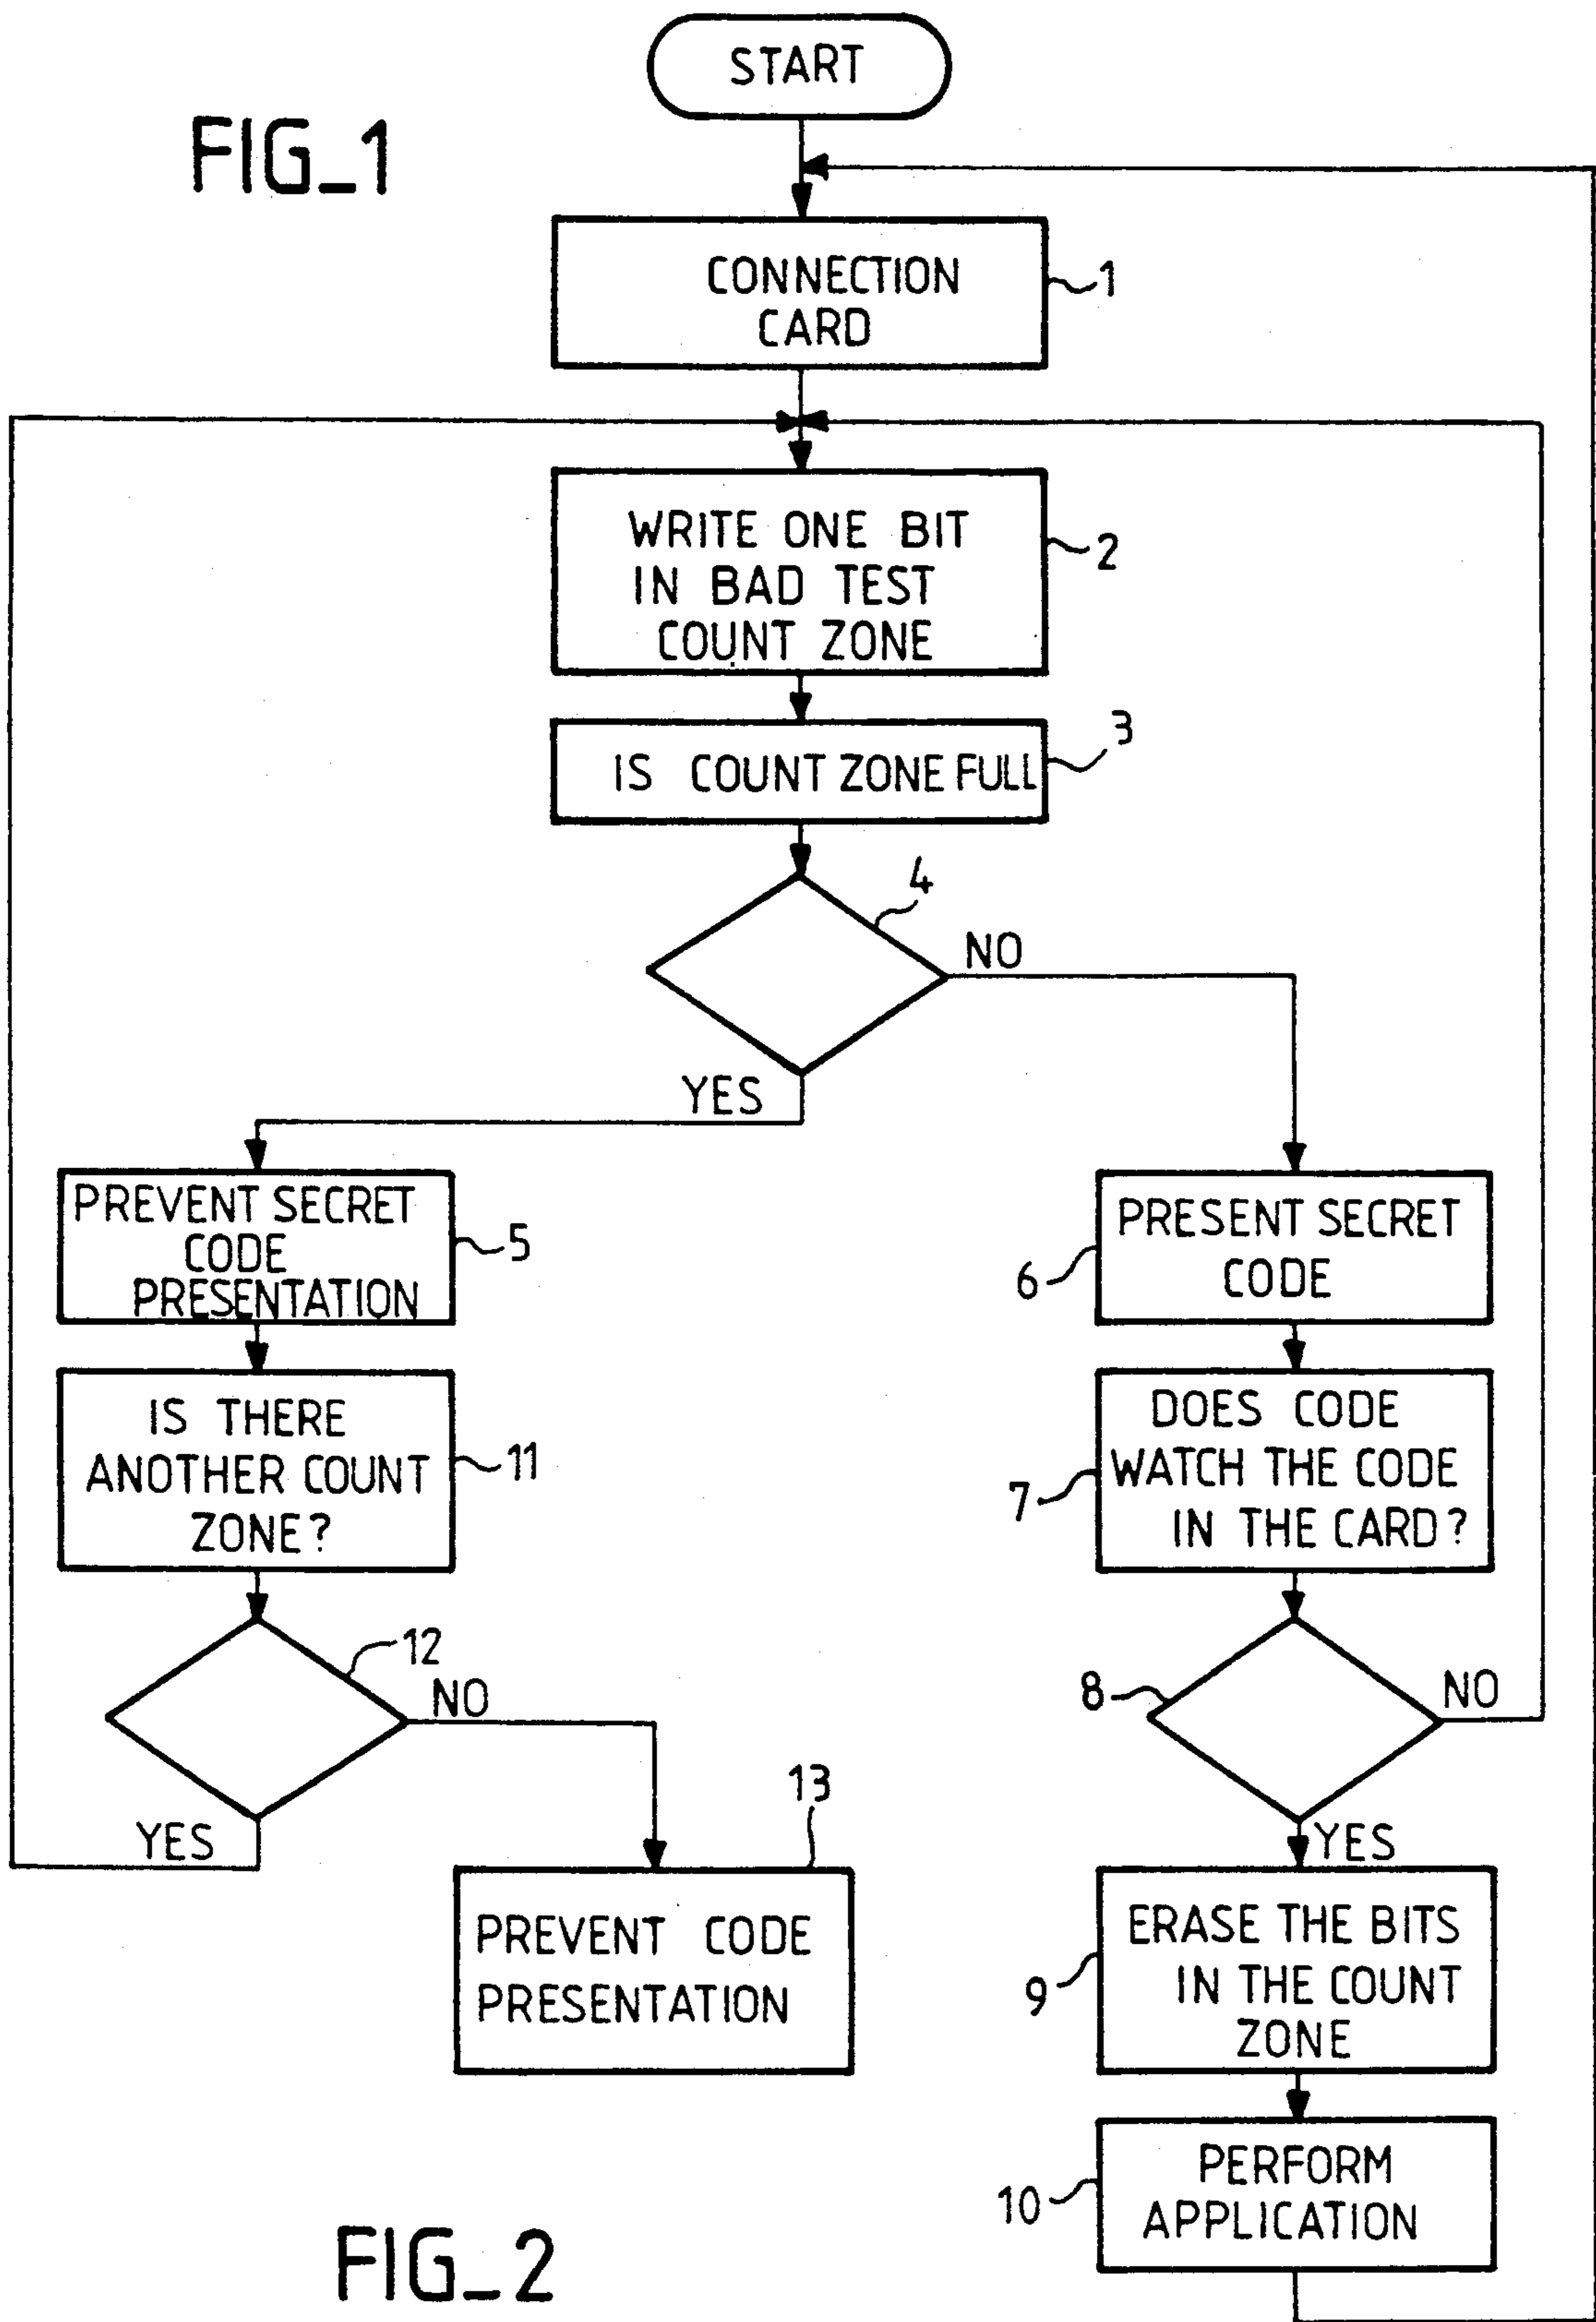 START
FIG_1
CONNECTION
CARD
1
WRITE ONE BIT
IN BAD TEST
COUNT ZONE
2
IS COUNT ZONE FULL
3
4
NO
YES
PREVENT SECRET
CODE
PRESENTATION
5
PRESENT SECRET
CODE
6
IS THERE
ANOTHER COUNT
ZONE?
11
DOES CODE
WATCH THE CODE
IN THE CARD?
7
12
NO
YES
8
NO
YES
13
PREVENT CODE
PRESENTATION
ERASE THE BITS
IN THE COUNT
ZONE
9
PERFORM
APPLICATION
10
FIG_2